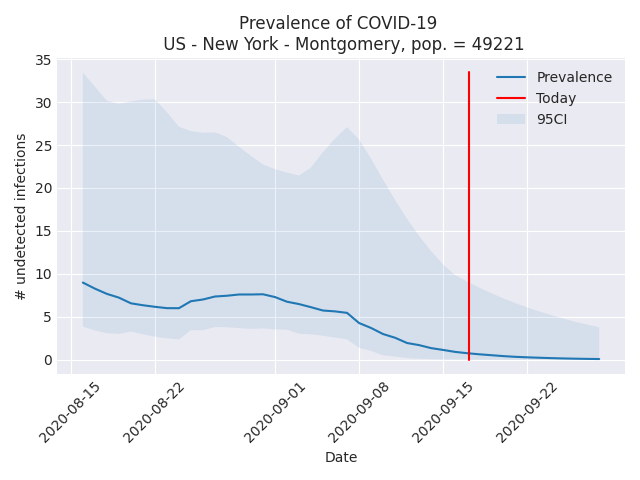 Prevalence of COVID-19
US - New York - Montgomery, pop. = 49221
35
30
25
20
15
10
5
0
# undetected infections
Prevalence
Today
95CI
2020-08-15
2020-08-22
2020-09-01
2020-09-08
2020-09-15
2020-09-22
Date